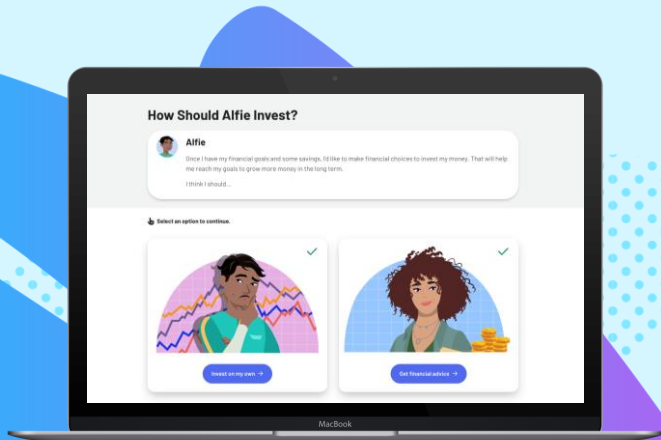 How Should Alfie Invest?
Alfie
Once I have my financial goals and some savings, I'd like to make financial choices to invest my money. That will help
me reach my goals to grow more money in the long term.
I think I should...
Select an option to continue.
Invest on my own →
Get financial advice →
MacBook